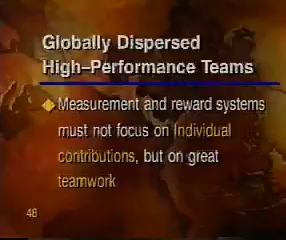 Globally Dispersed
High–Performance Teams
Measurement and reward systems
must not focus on Individual
contributions, but on great
teamwork
48